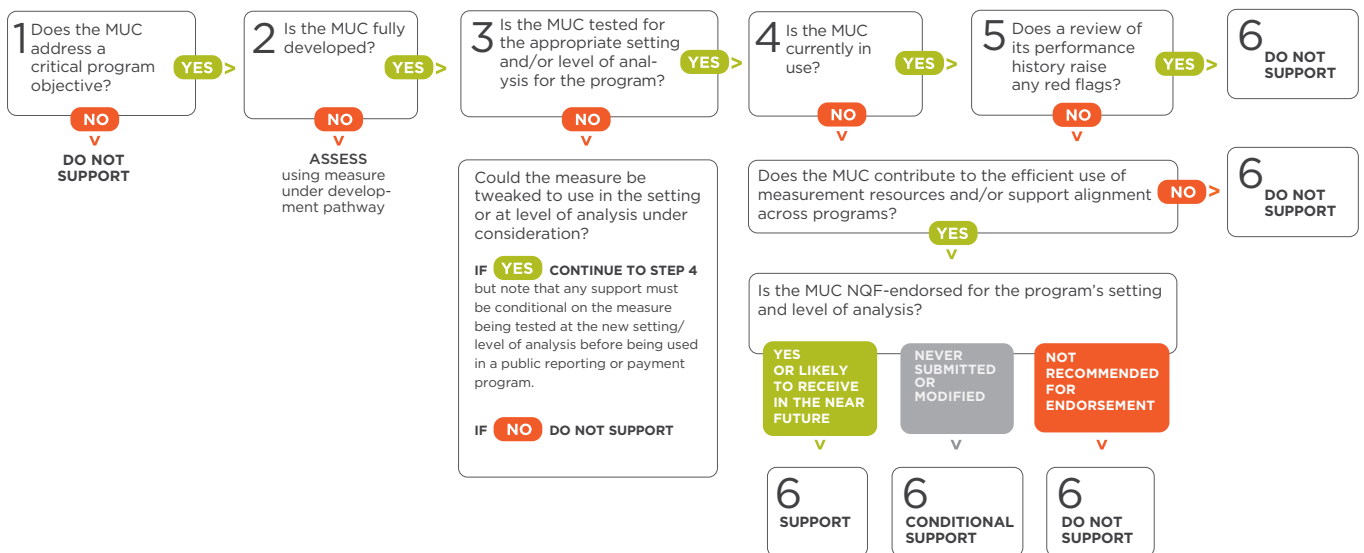 1 Does the MUC
address a
critical program
objective?
YES >
NO
v
DO NOT
SUPPORT
2 Is the MUC fully
developed?
YES >
NO
v
ASSESS
using measure
under develop-
ment pathway
3 Is the MUC tested for
the appropriate setting
and/or level of anal-
ysis for the program?
YES >
NO
v
Could the measure be
tweaked to use in the setting
or at level of analysis under
consideration?
IF YES CONTINUE TO STEP 4
but note that any support must
be conditional on the measure
being tested at the new setting/
level of analysis before being used
in a public reporting or payment
program.
IF NO DO NOT SUPPORT
4 Is the MUC
currently in
use?
YES >
NO
v
5 Does a review of
its performance
history raise
any red flags?
YES >
NO
v
6 DO NOT
SUPPORT
Does the MUC contribute to the efficient use of
measurement resources and/or support alignment
across programs?
NO >
6 DO NOT
SUPPORT
YES
v
Is the MUC NQF-endorsed for the program's setting
and level of analysis?
YES
OR LIKELY
TO RECEIVE
IN THE NEAR
FUTURE
v
6
SUPPORT
NEVER
SUBMITTED
OR
MODIFIED
v
6
CONDITIONAL
SUPPORT
NOT
RECOMMENDED
FOR
ENDORSEMENT
v
6
DO NOT
SUPPORT